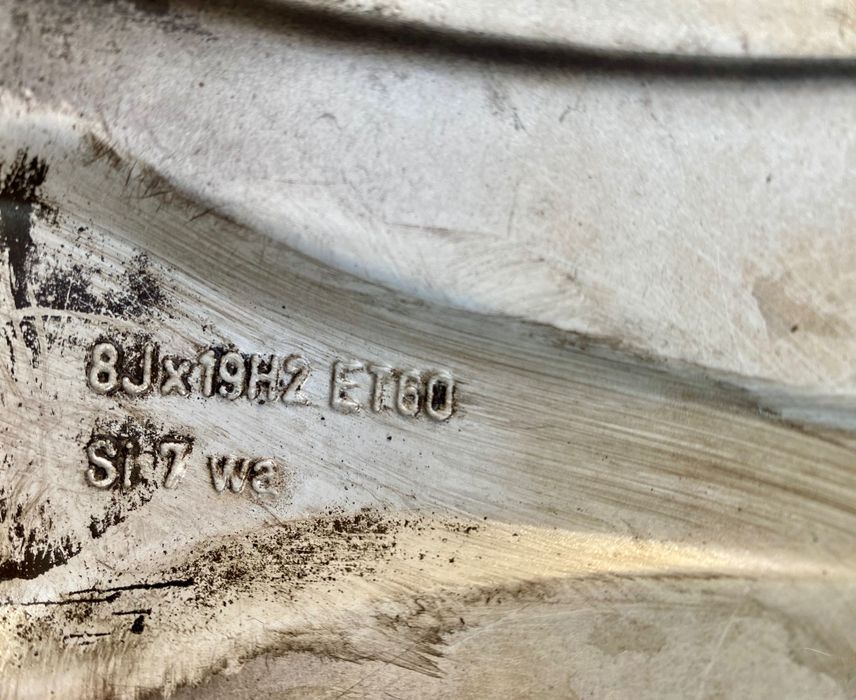 8Jx19H2 ET60
Si 7 wa